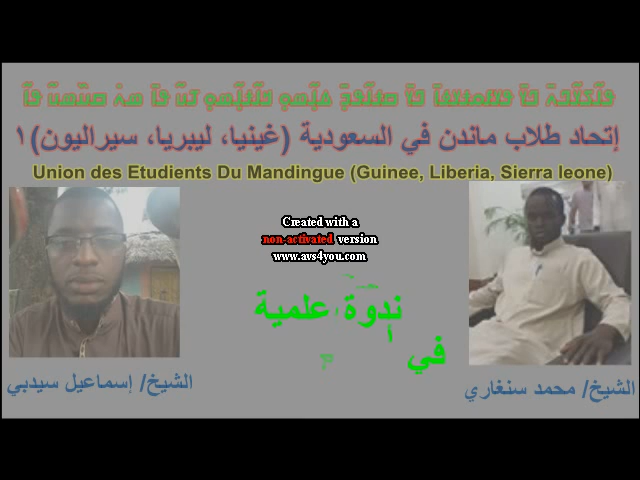 إتحاد طلاب ماندن في السعودية (غينيا، ليبريا، سيراليون)١
Union des Etudients Du Mandingue (Guinee, Liberia, Sierra leone)
Created with a
non-activated version
www.avs4you.com
ندوة علمية
في
الشيخ/ محمد سنغاري
الشيخ/ إسماعيل سيدبي